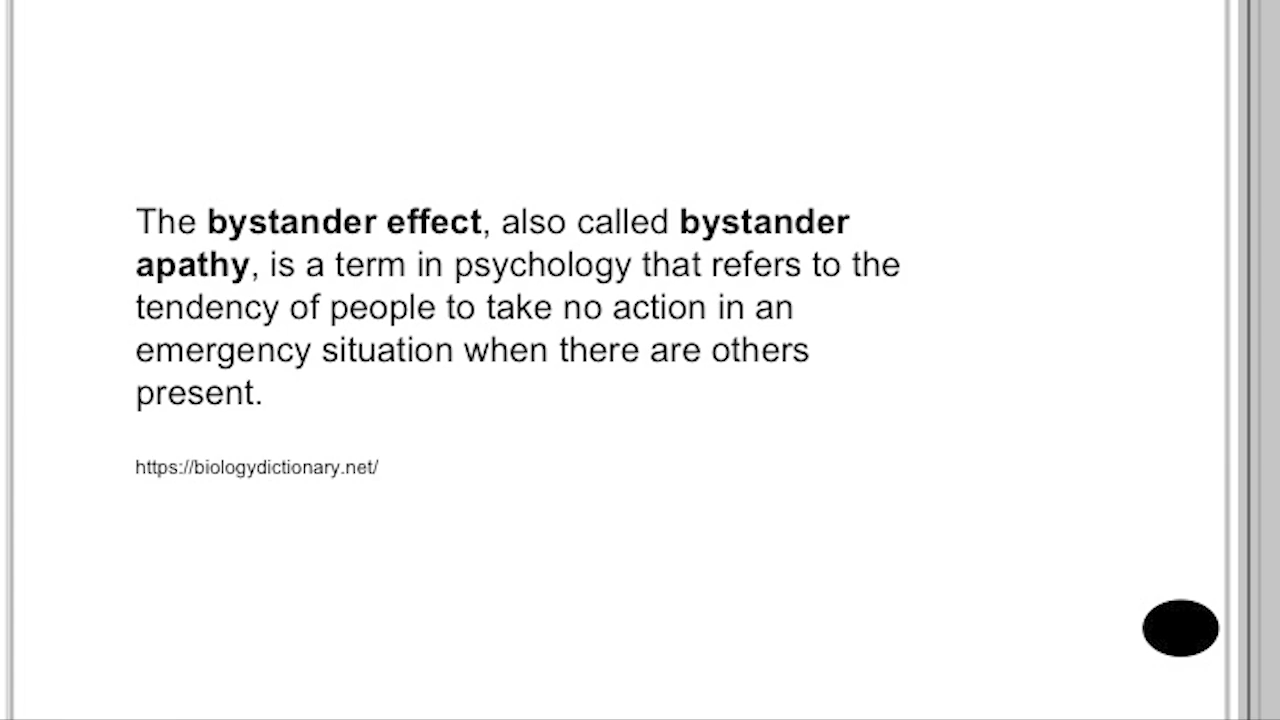 The bystander effect, also called bystander
apathy, is a term in psychology that refers to the
tendency of people to take no action in an
emergency situation when there are others
present.
https://biologydictionary.net/